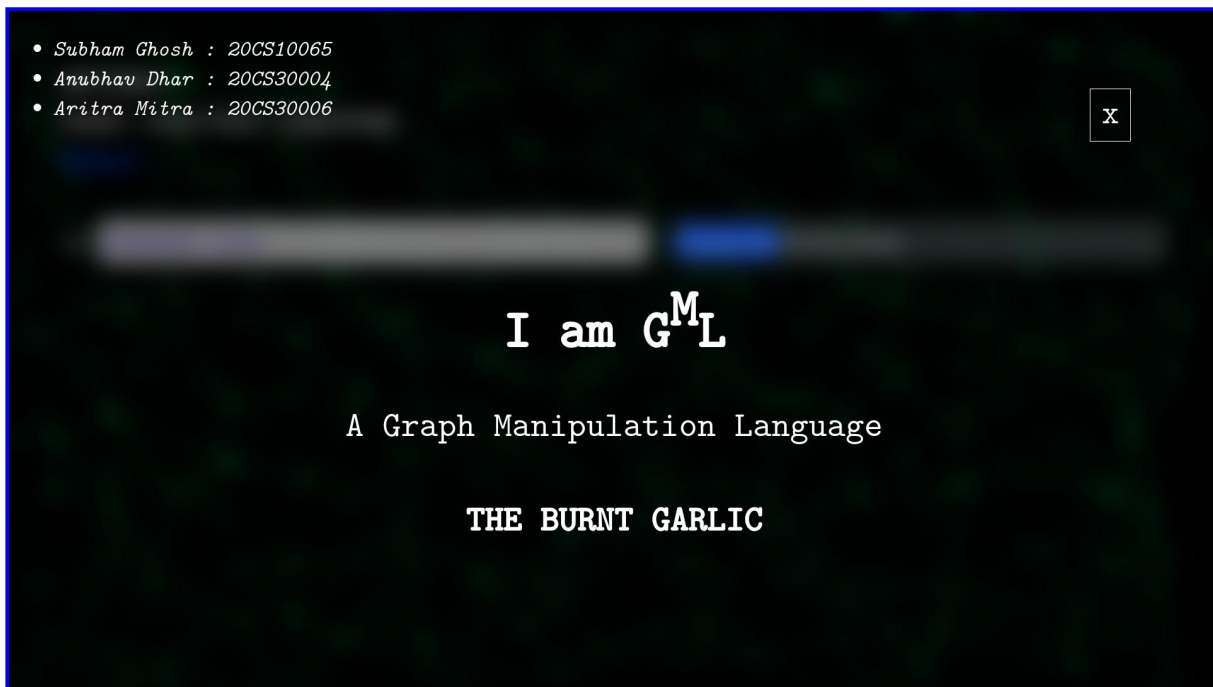 • Subham Ghosh : 20CS10065
• Anubhav Dhar : 20CS30004
• Aritra Mitra : 20CS30006
X
I am GML
A Graph Manipulation Language
THE BURNT GARLIC